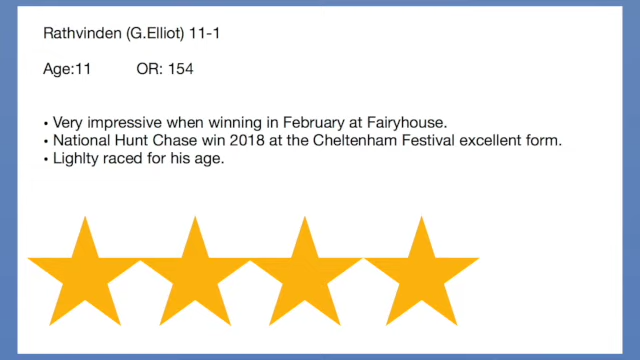 Rathvinden (G.Elliot) 11-1
Age:11 OR: 154
• Very impressive when winning in February at Fairyhouse.
• National Hunt Chase win 2018 at the Cheltenham Festival excellent form.
• Lighlty raced for his age.